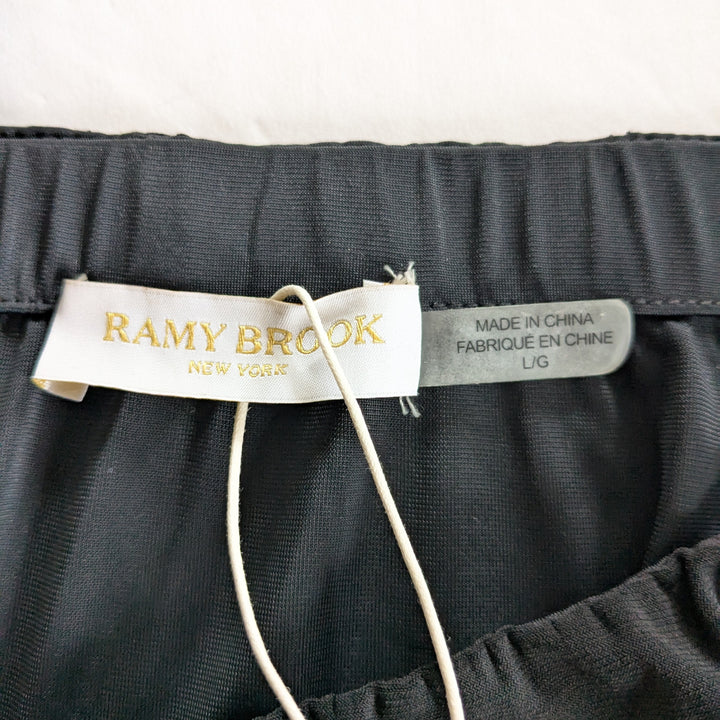 RAMY BROOK
NEW YORK
MADE IN CHINA
FABRIQUÉ EN CHINE
L/G